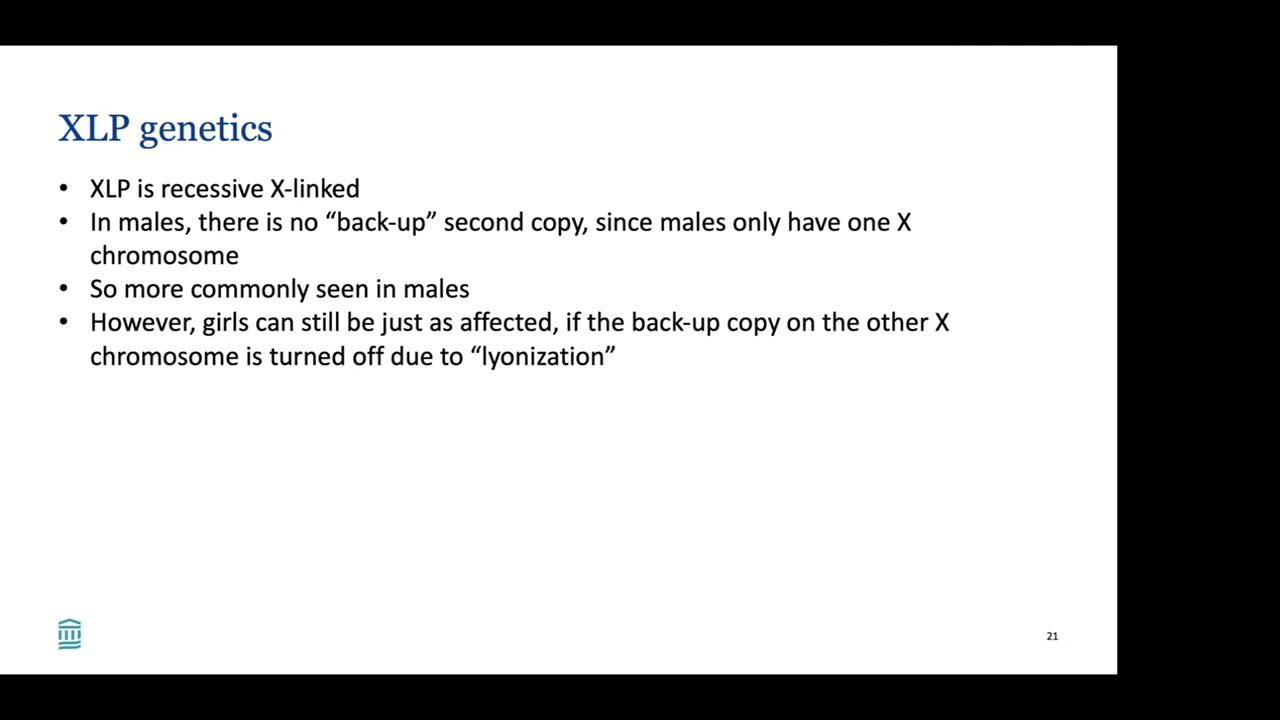 XLP genetics
• XLP is recessive X-linked
• In males, there is no “back-up” second copy, since males only have one X
chromosome
• So more commonly seen in males
• However, girls can still be just as affected, if the back-up copy on the other X
chromosome is turned off due to “lyonization”
21